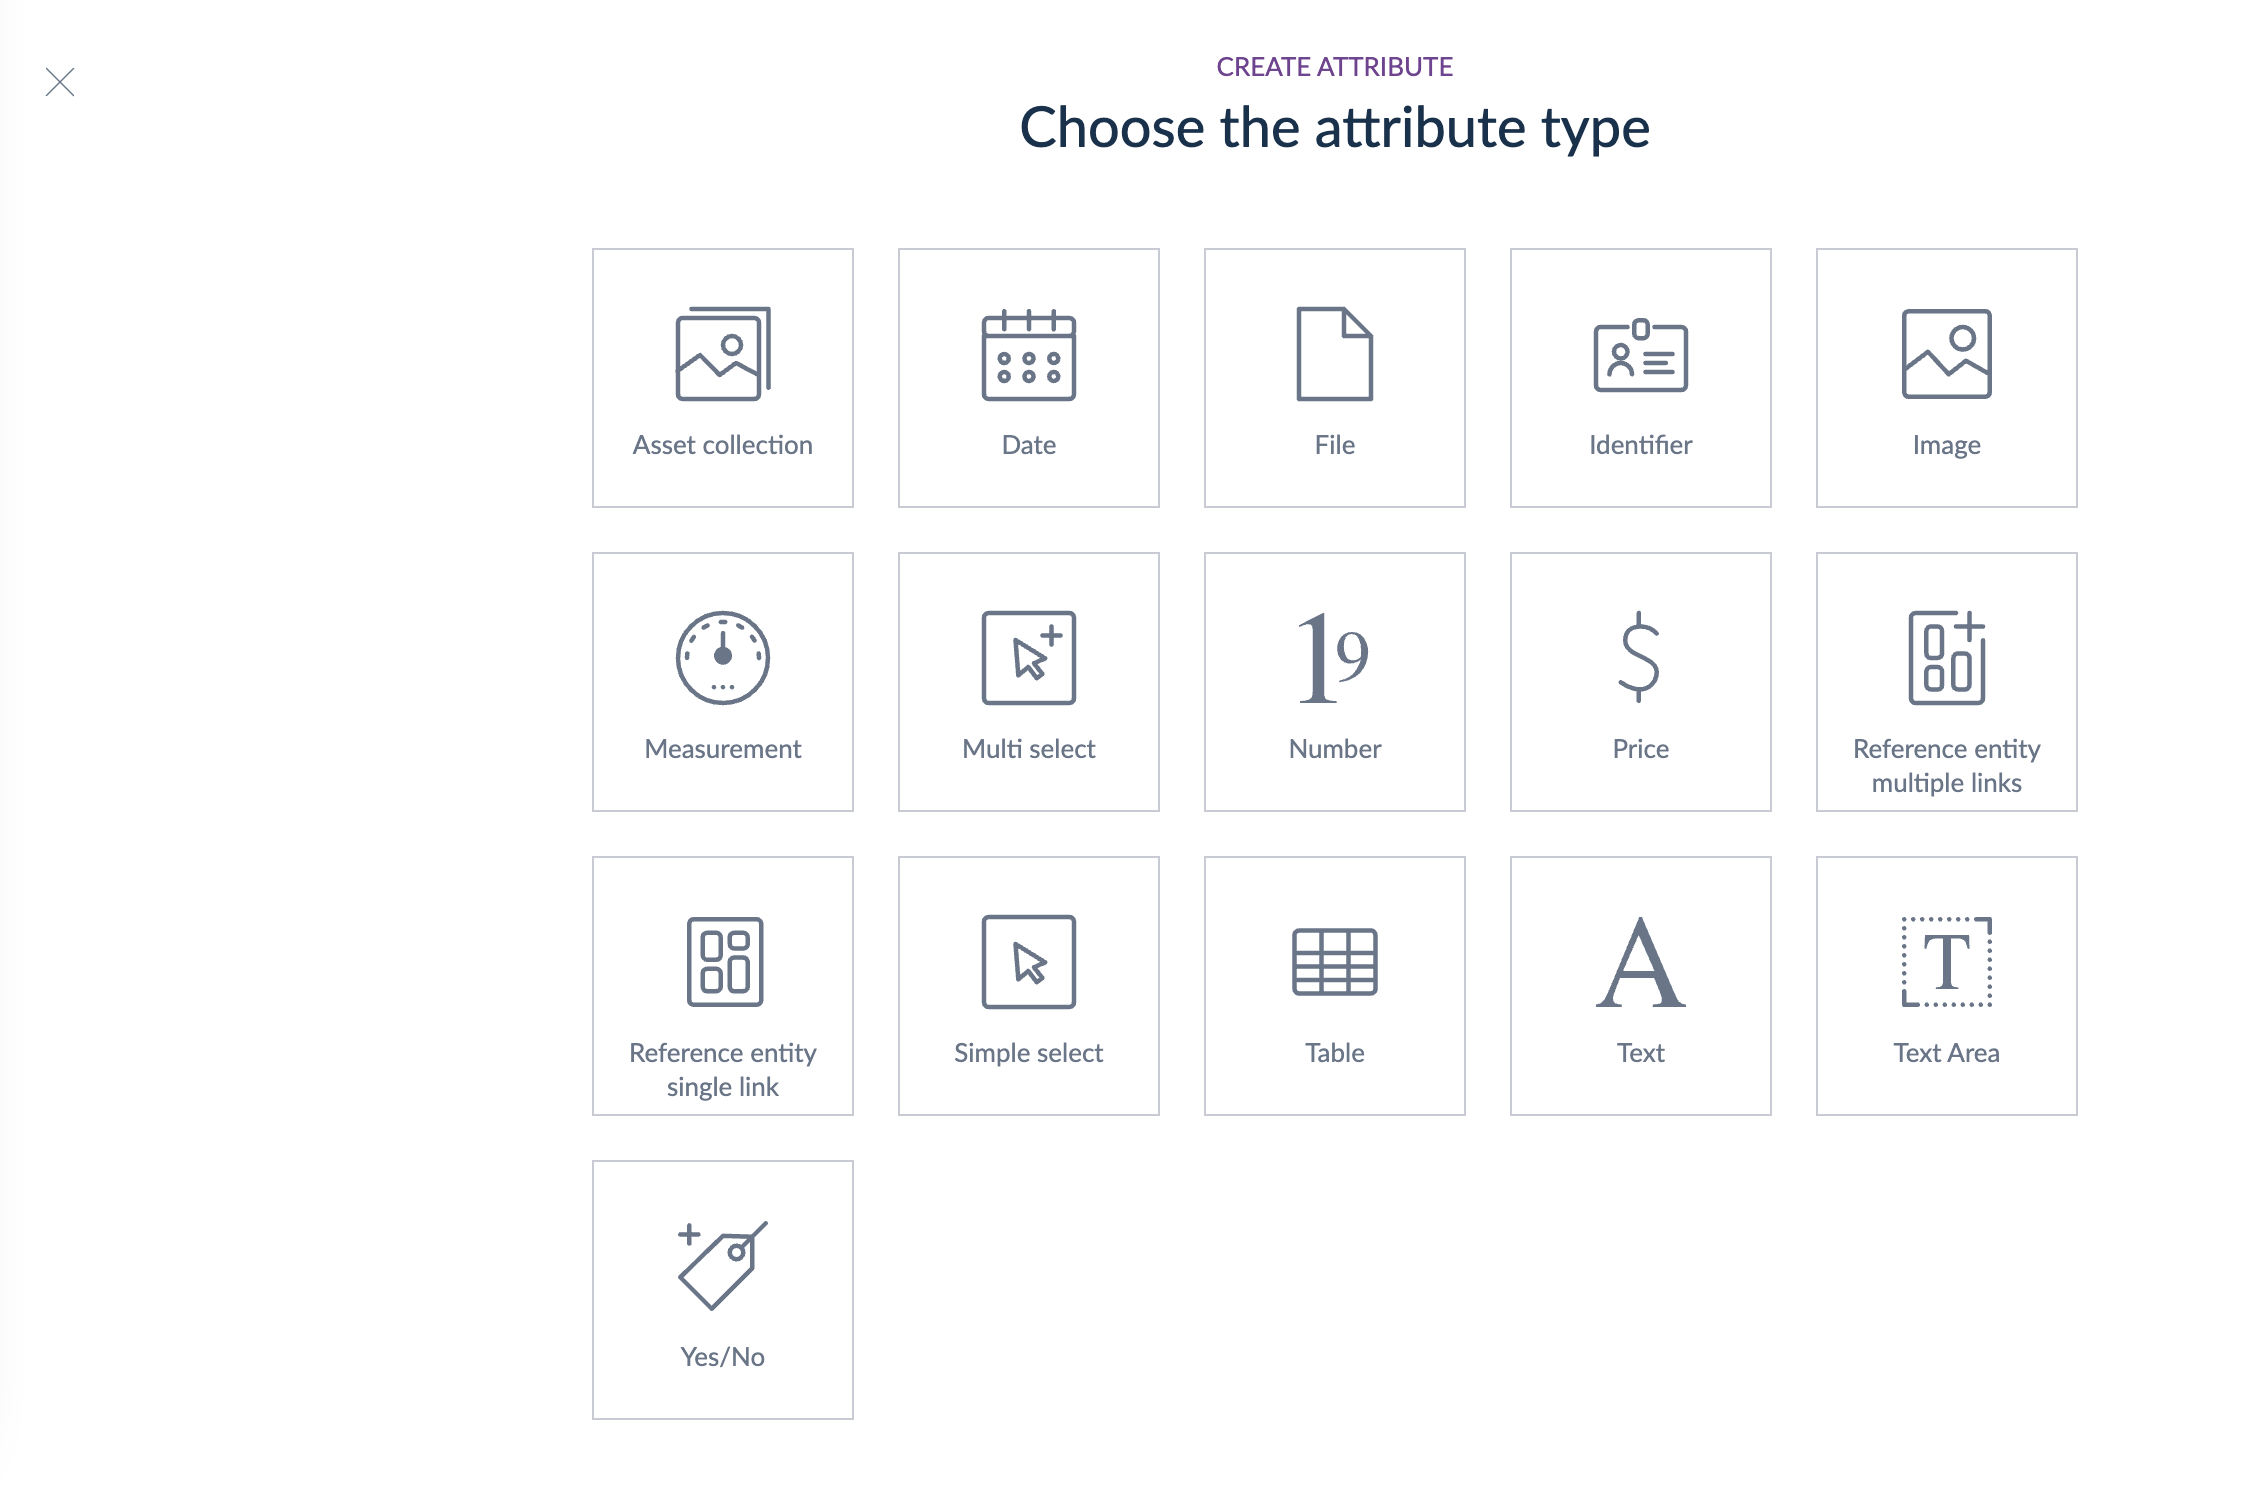 CREATE ATTRIBUTE
Choose the attribute type
Asset collection
Date
File
Identifier
Image
Measurement
Multi select
19
Number
$
Price
Reference entity
multiple links
Reference entity
single link
Simple select
Table
A
Text
T
Text Area
Yes/No